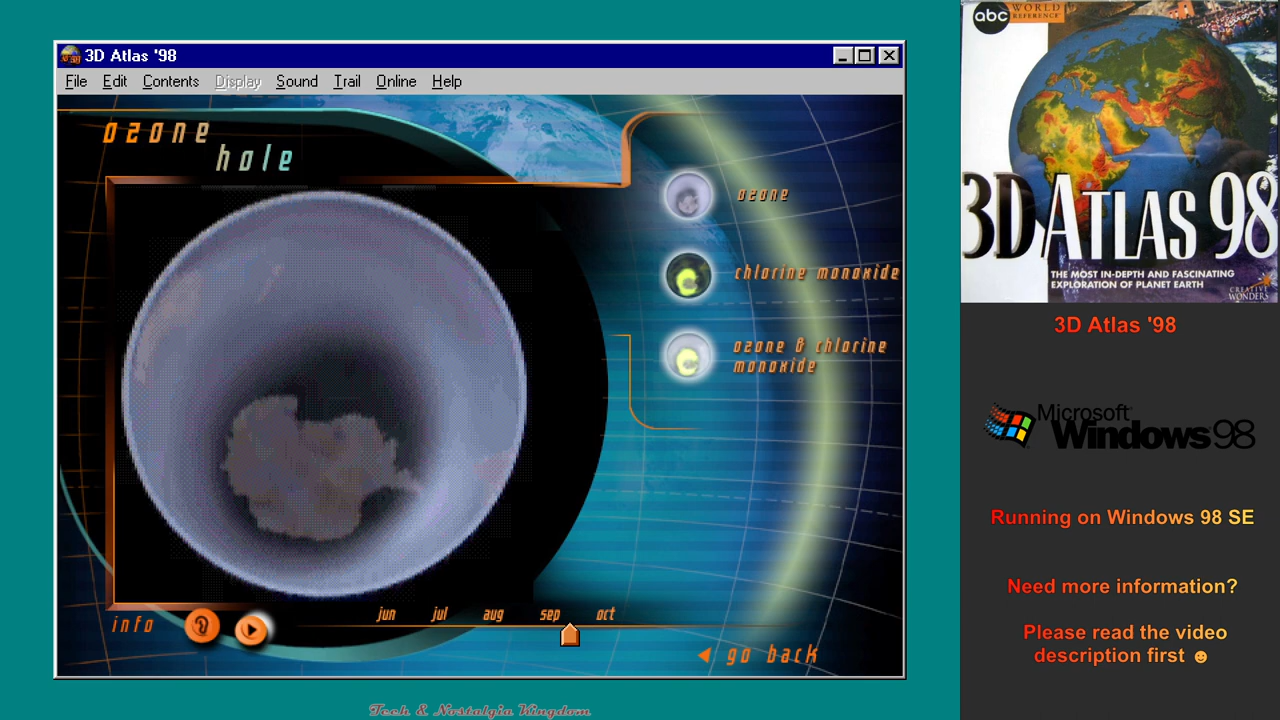 3D Atlas '98
File Edit Contents Display Sound Trail Online Help
ozone
hole
ozone
chlorine monoxide
ozone & chlorine
monoxide
jun jul aug sep oct
info
go back
Tech & Nostalgia Kingdom
abc WORLD
REFERENCE
3D ATLAS 98
THE MOST IN-DEPTH AND FASCINATING
EXPLORATION OF PLANET EARTH
CREATIVE
WONDERS
3D Atlas '98
Microsoft
Windows 98
Running on Windows 98 SE
Need more information?
Please read the video
description first ☻